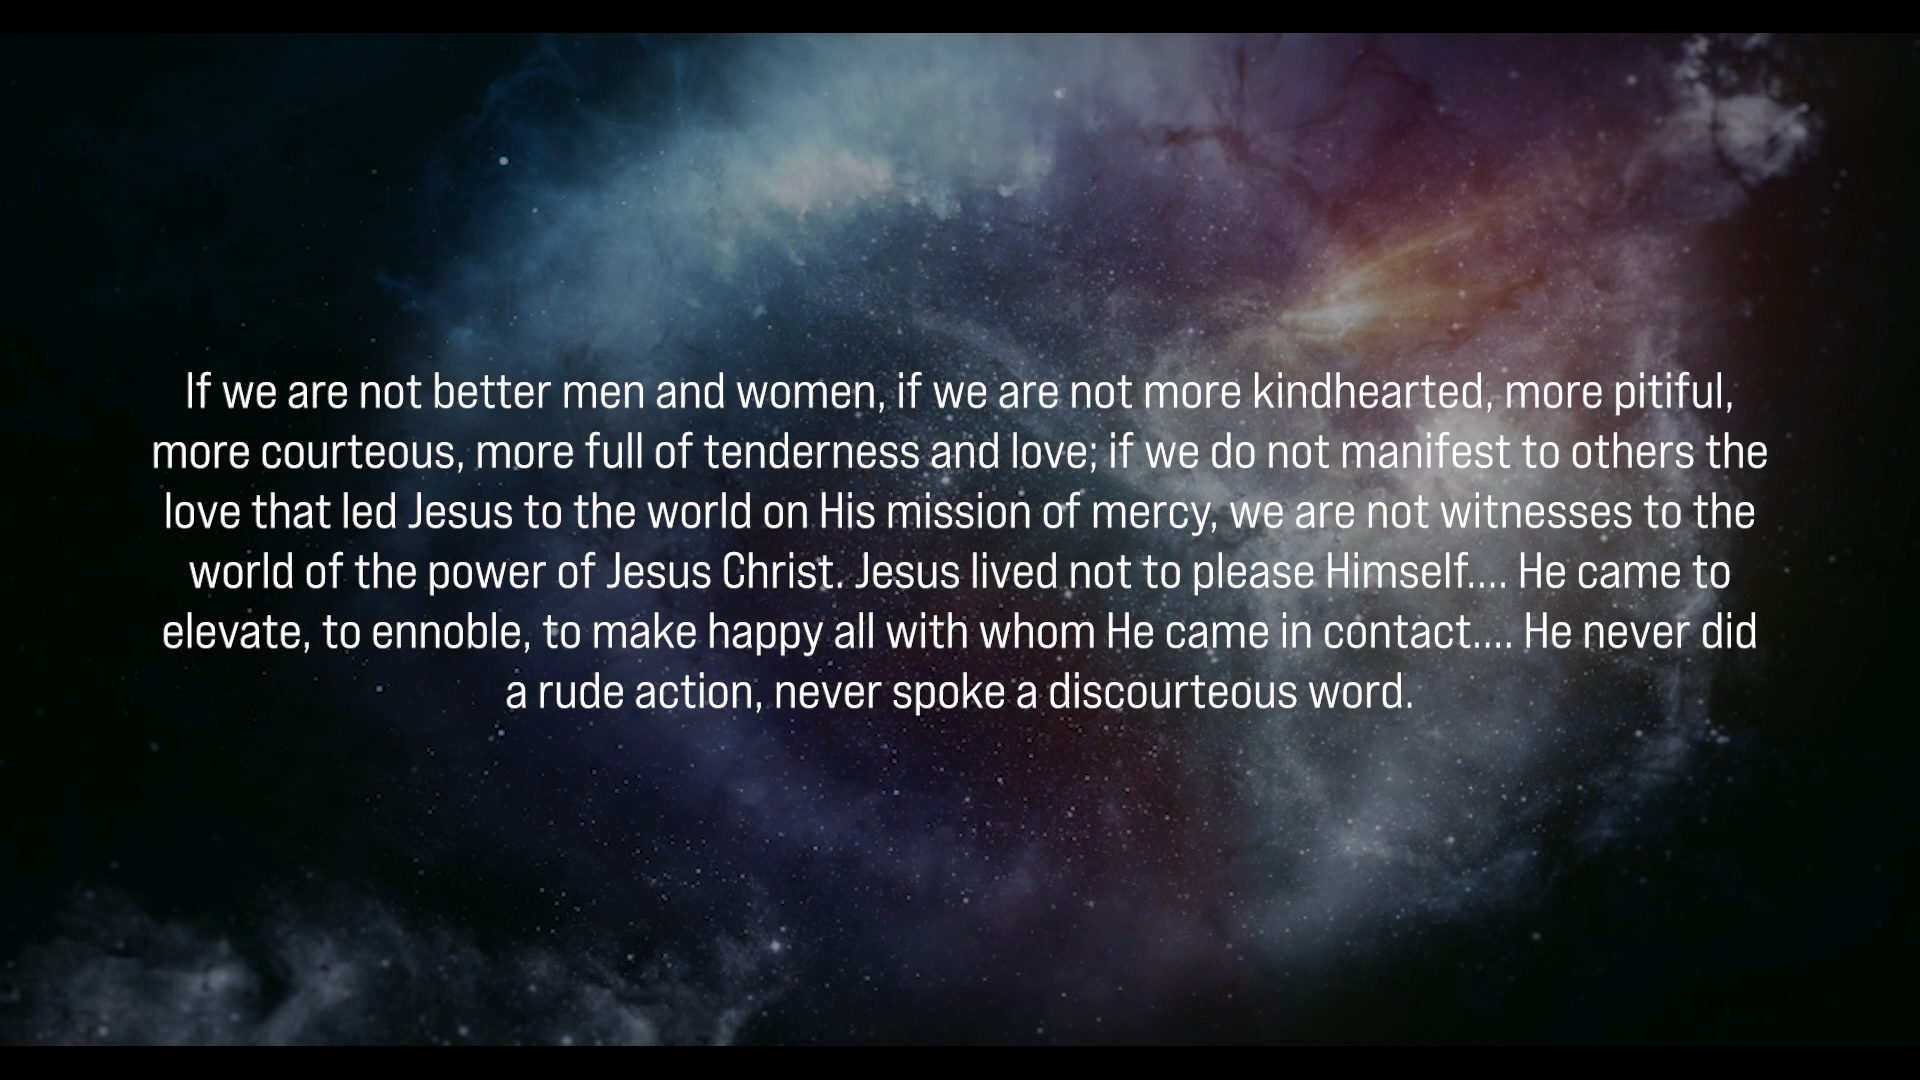 If we are not better men and women, if we are not more kindhearted, more pitiful,
more courteous, more full of tenderness and love; if we do not manifest to others the
love that led Jesus to the world on His mission of mercy, we are not witnesses to the
world of the power of Jesus Christ. Jesus lived not to please Himself.... He came to
elevate, to ennoble, to make happy all with whom He came in contact.... He never did
a rude action, never spoke a discourteous word.